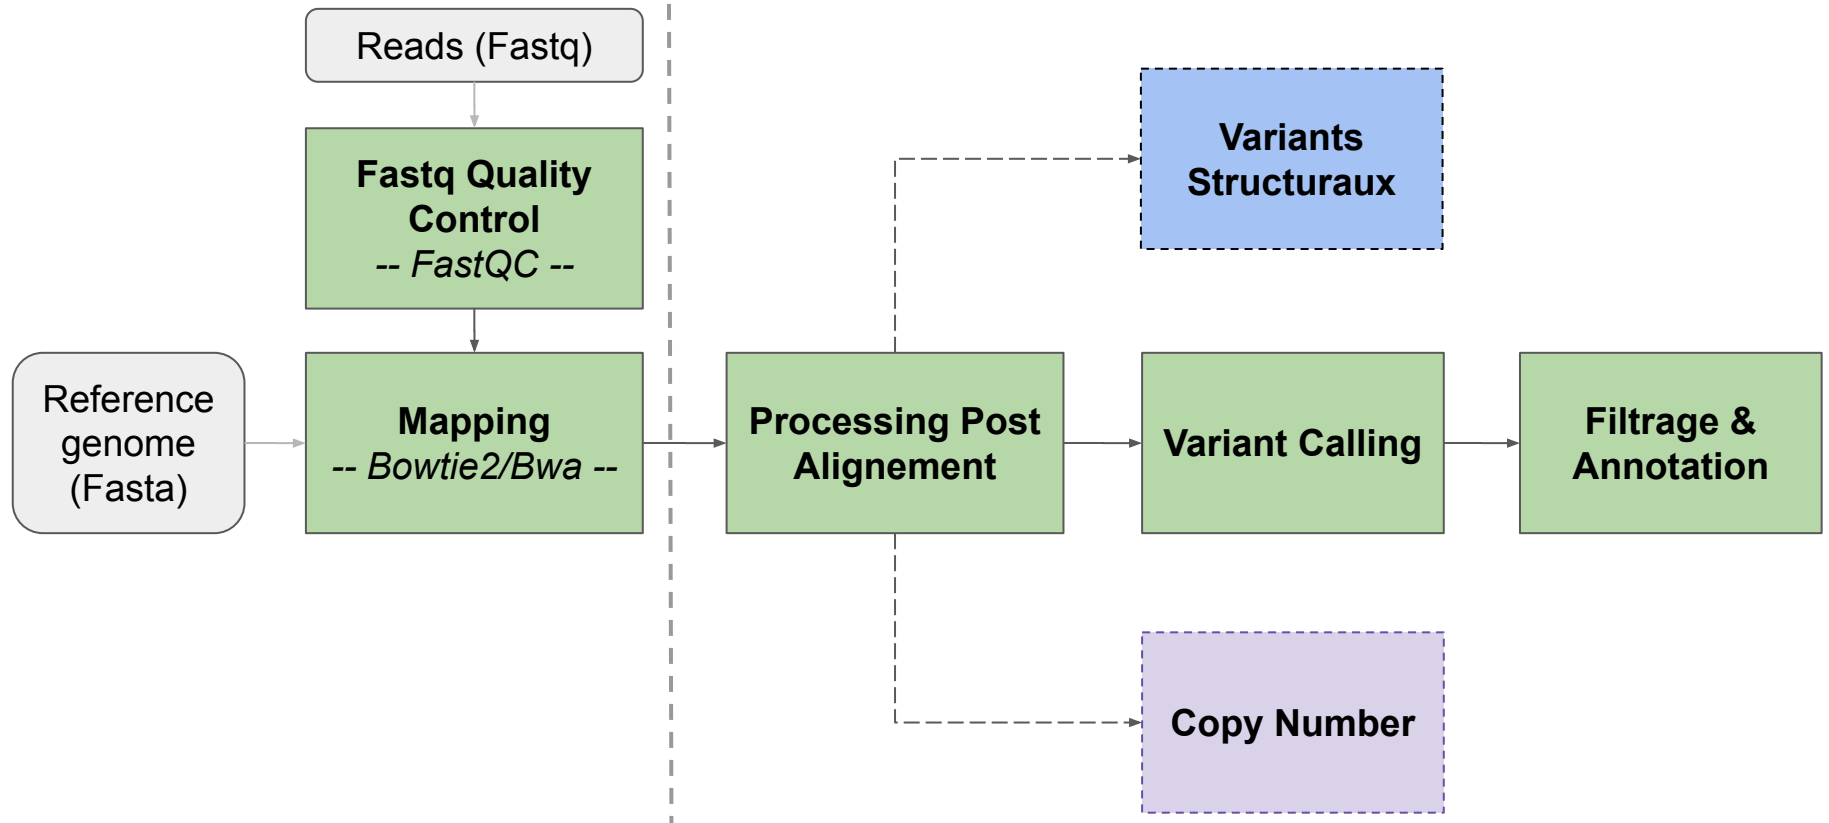 Reads (Fastq)
Fastq Quality
Control
-- FastQC --
Reference
genome
(Fasta)
Mapping
-- Bowtie2/Bwa --
Processing Post
Alignement
Variants
Structuraux
Variant Calling
Filtrage &
Annotation
Copy Number